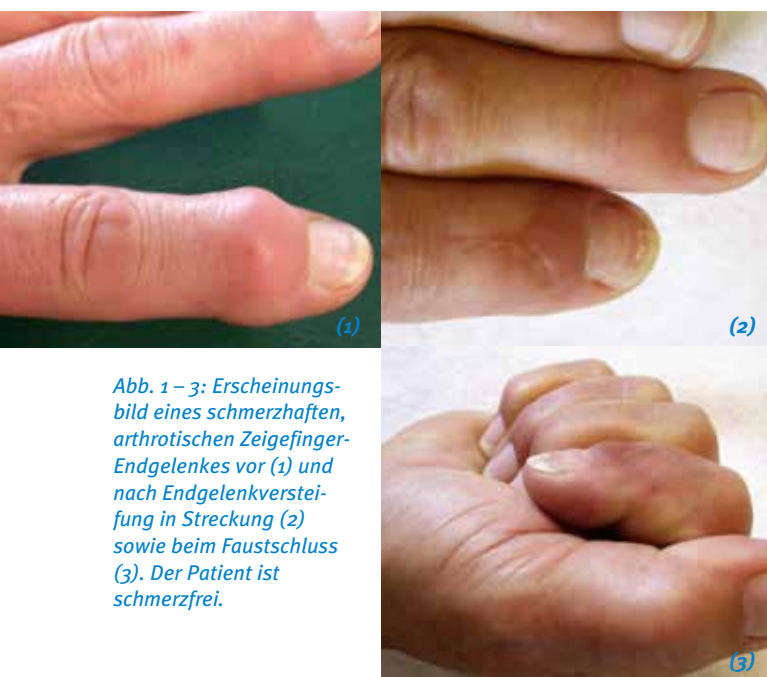 (1)
(2)
Abb. 1 – 3: Erscheinungs-
bild eines schmerzhaften,
arthrotischen Zeigefinger-
Endgelenkes vor (1) und
nach Endgelenkverstei-
fung in Streckung (2)
sowie beim Faustschluss
(3). Der Patient ist
schmerzfrei.
(3)